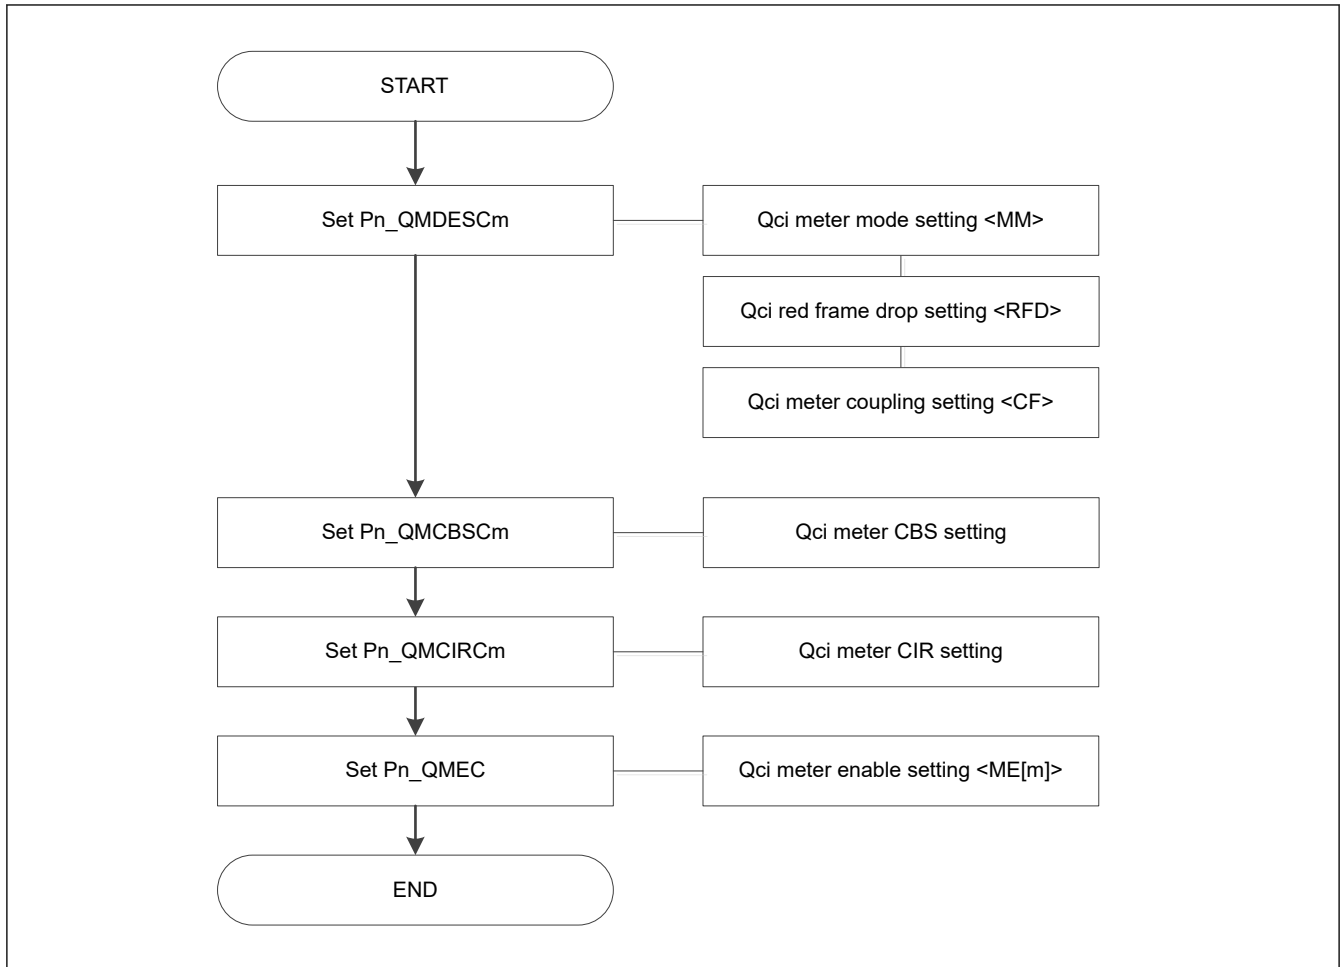 START
Set Pn_QMDESCm
Qci meter mode setting <MM>
Qci red frame drop setting <RFD>
Qci meter coupling setting <CF>
Set Pn_QMCBSCm
Qci meter CBS setting
Set Pn_QMCIRCm
Qci meter CIR setting
Set Pn_QMEC
Qci meter enable setting <ME[m]>
END